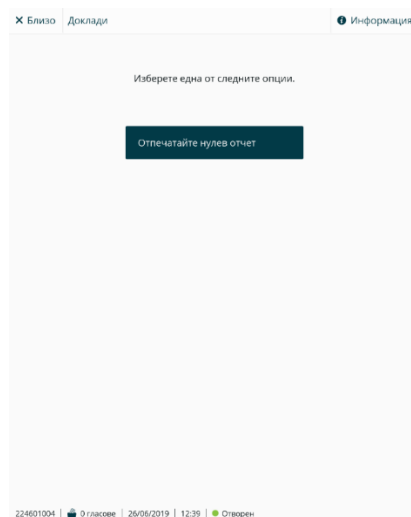 ✕ Близо | Доклади
Информация
Изберете една от следните опции.
Отпечатайте нулев отчет
224601004 | 0 гласове | 26/06/2019 | 12:39 | Отворен